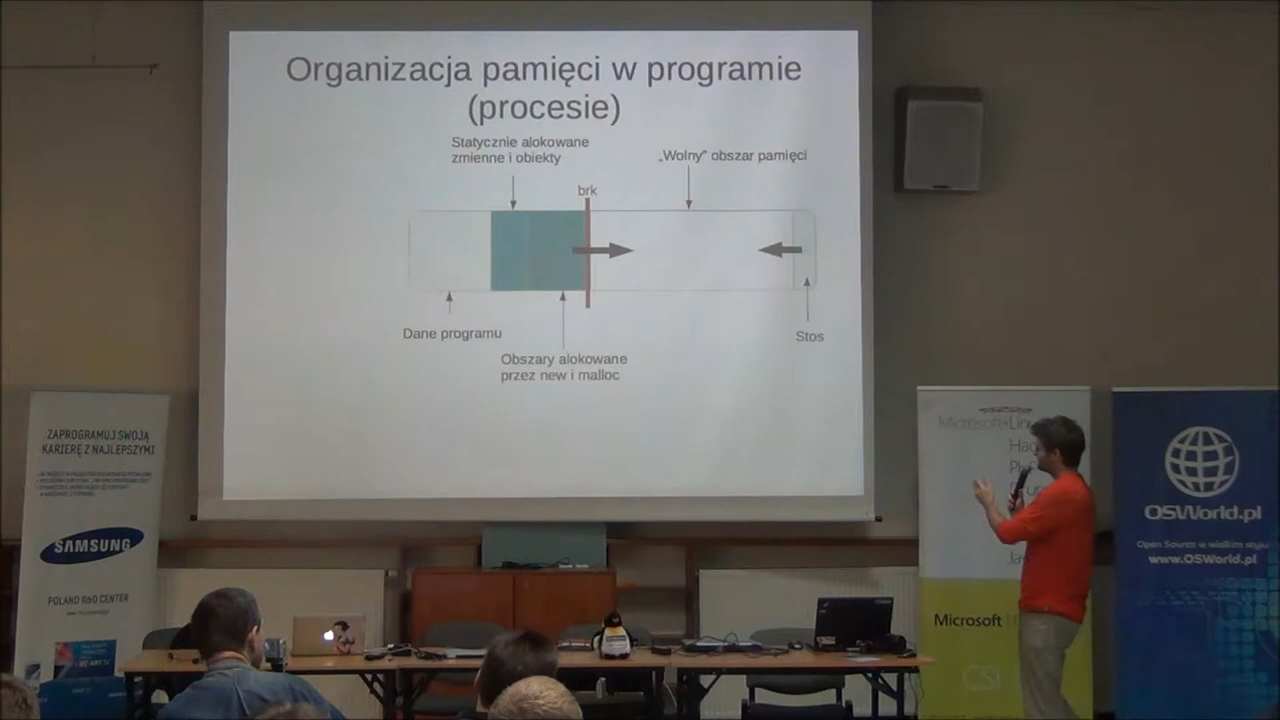 Organizacja pamięci w programie
(procesie)
Statycznie alokowane
zmienne i obiekty
„Wolny” obszar pamięci
brk
Dane programu
Stos
Obszary alokowane
przez new i malloc
ZAPROGRAMUJ SWOJĄ
KARIERĘ Z NAJLEPSZYMI
SAMSUNG
POLAND R&D CENTER
Microsoft
OSWorld.pl
Open Source w wielkim stylu
www.OSWorld.pl
Microsoft